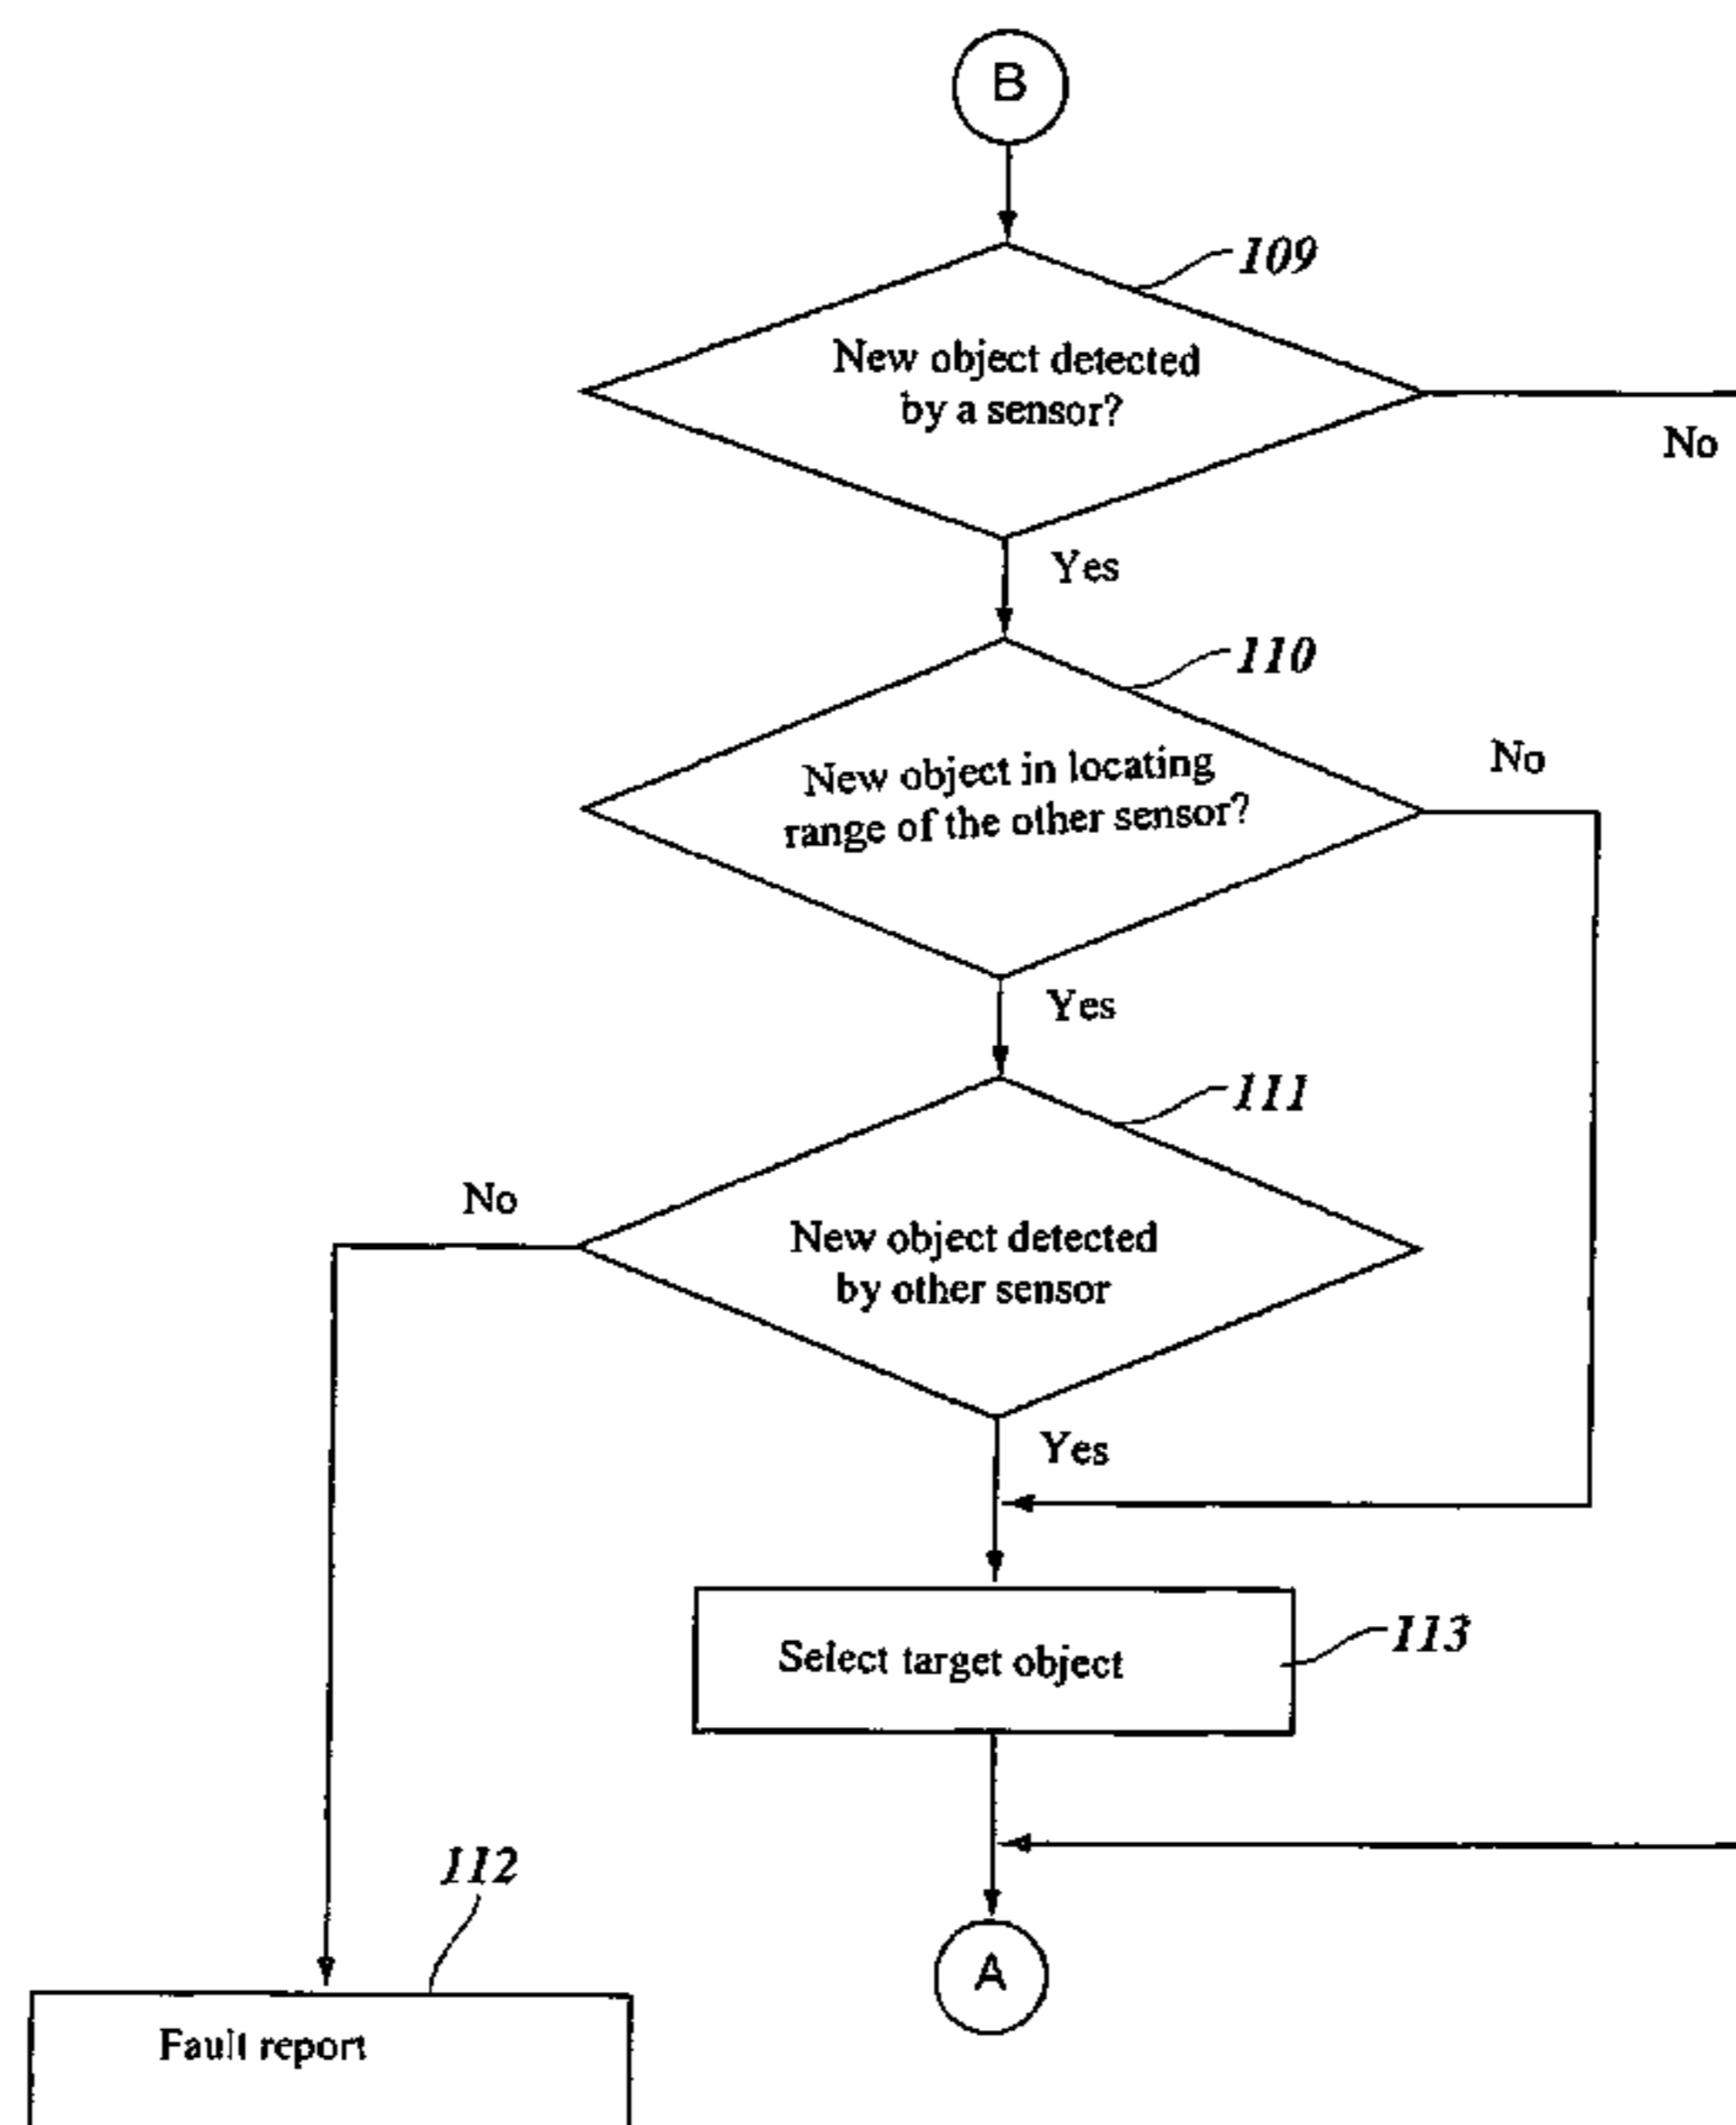 B
109
New object detected
by a sensor?
No
Yes
110
New object in locating
range of the other sensor?
No
Yes
111
No
New object detected
by other sensor
Yes
Select target object
113
112
A
Fault report